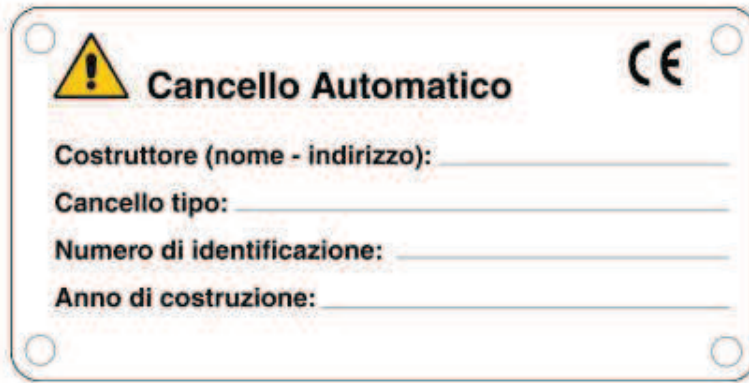 Cancello Automatico
CE
Costruttore (nome - indirizzo):
Cancello tipo:
Numero di identificazione:
Anno di costruzione: